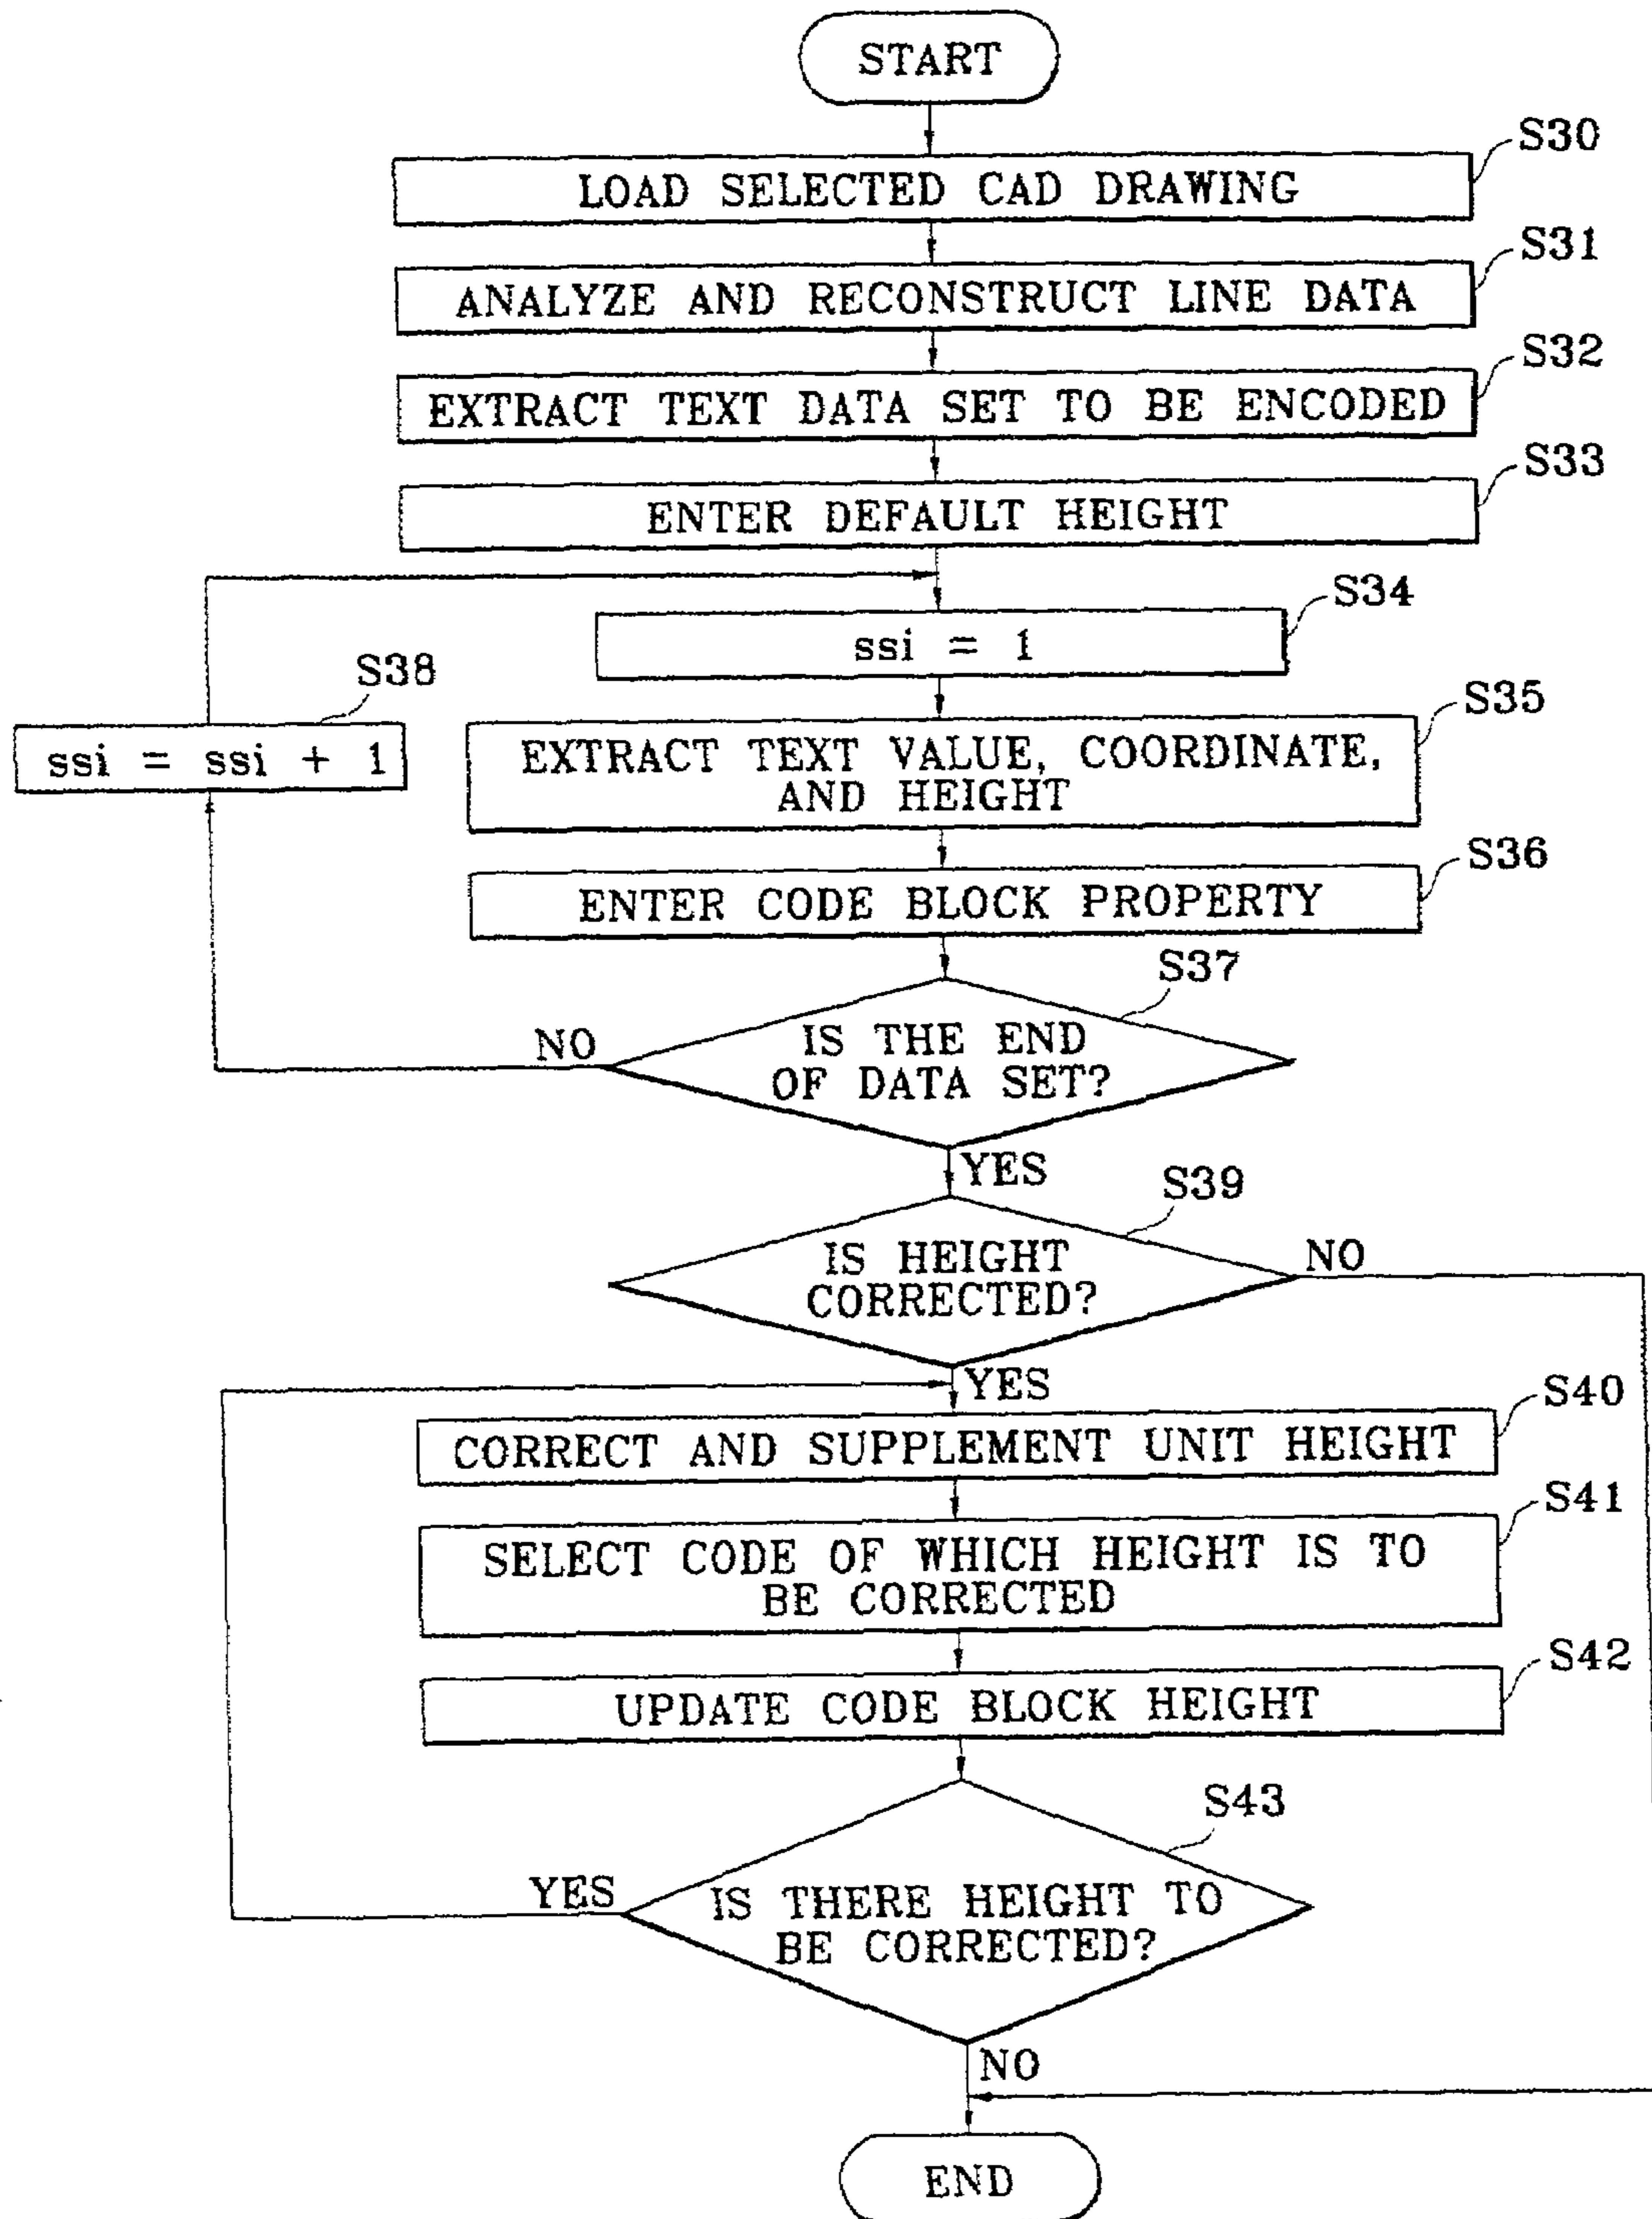 START
S30
LOAD SELECTED CAD DRAWING
S31
ANALYZE AND RECONSTRUCT LINE DATA
S32
EXTRACT TEXT DATA SET TO BE ENCODED
S33
ENTER DEFAULT HEIGHT
S34
ssi = 1
S38
ssi = ssi + 1
S35
EXTRACT TEXT VALUE, COORDINATE,
AND HEIGHT
S36
ENTER CODE BLOCK PROPERTY
S37
NO
IS THE END
OF DATA SET?
YES
S39
IS HEIGHT
CORRECTED?
NO
YES
S40
CORRECT AND SUPPLEMENT UNIT HEIGHT
S41
SELECT CODE OF WHICH HEIGHT IS TO
BE CORRECTED
S42
UPDATE CODE BLOCK HEIGHT
S43
YES
IS THERE HEIGHT TO
BE CORRECTED?
NO
END